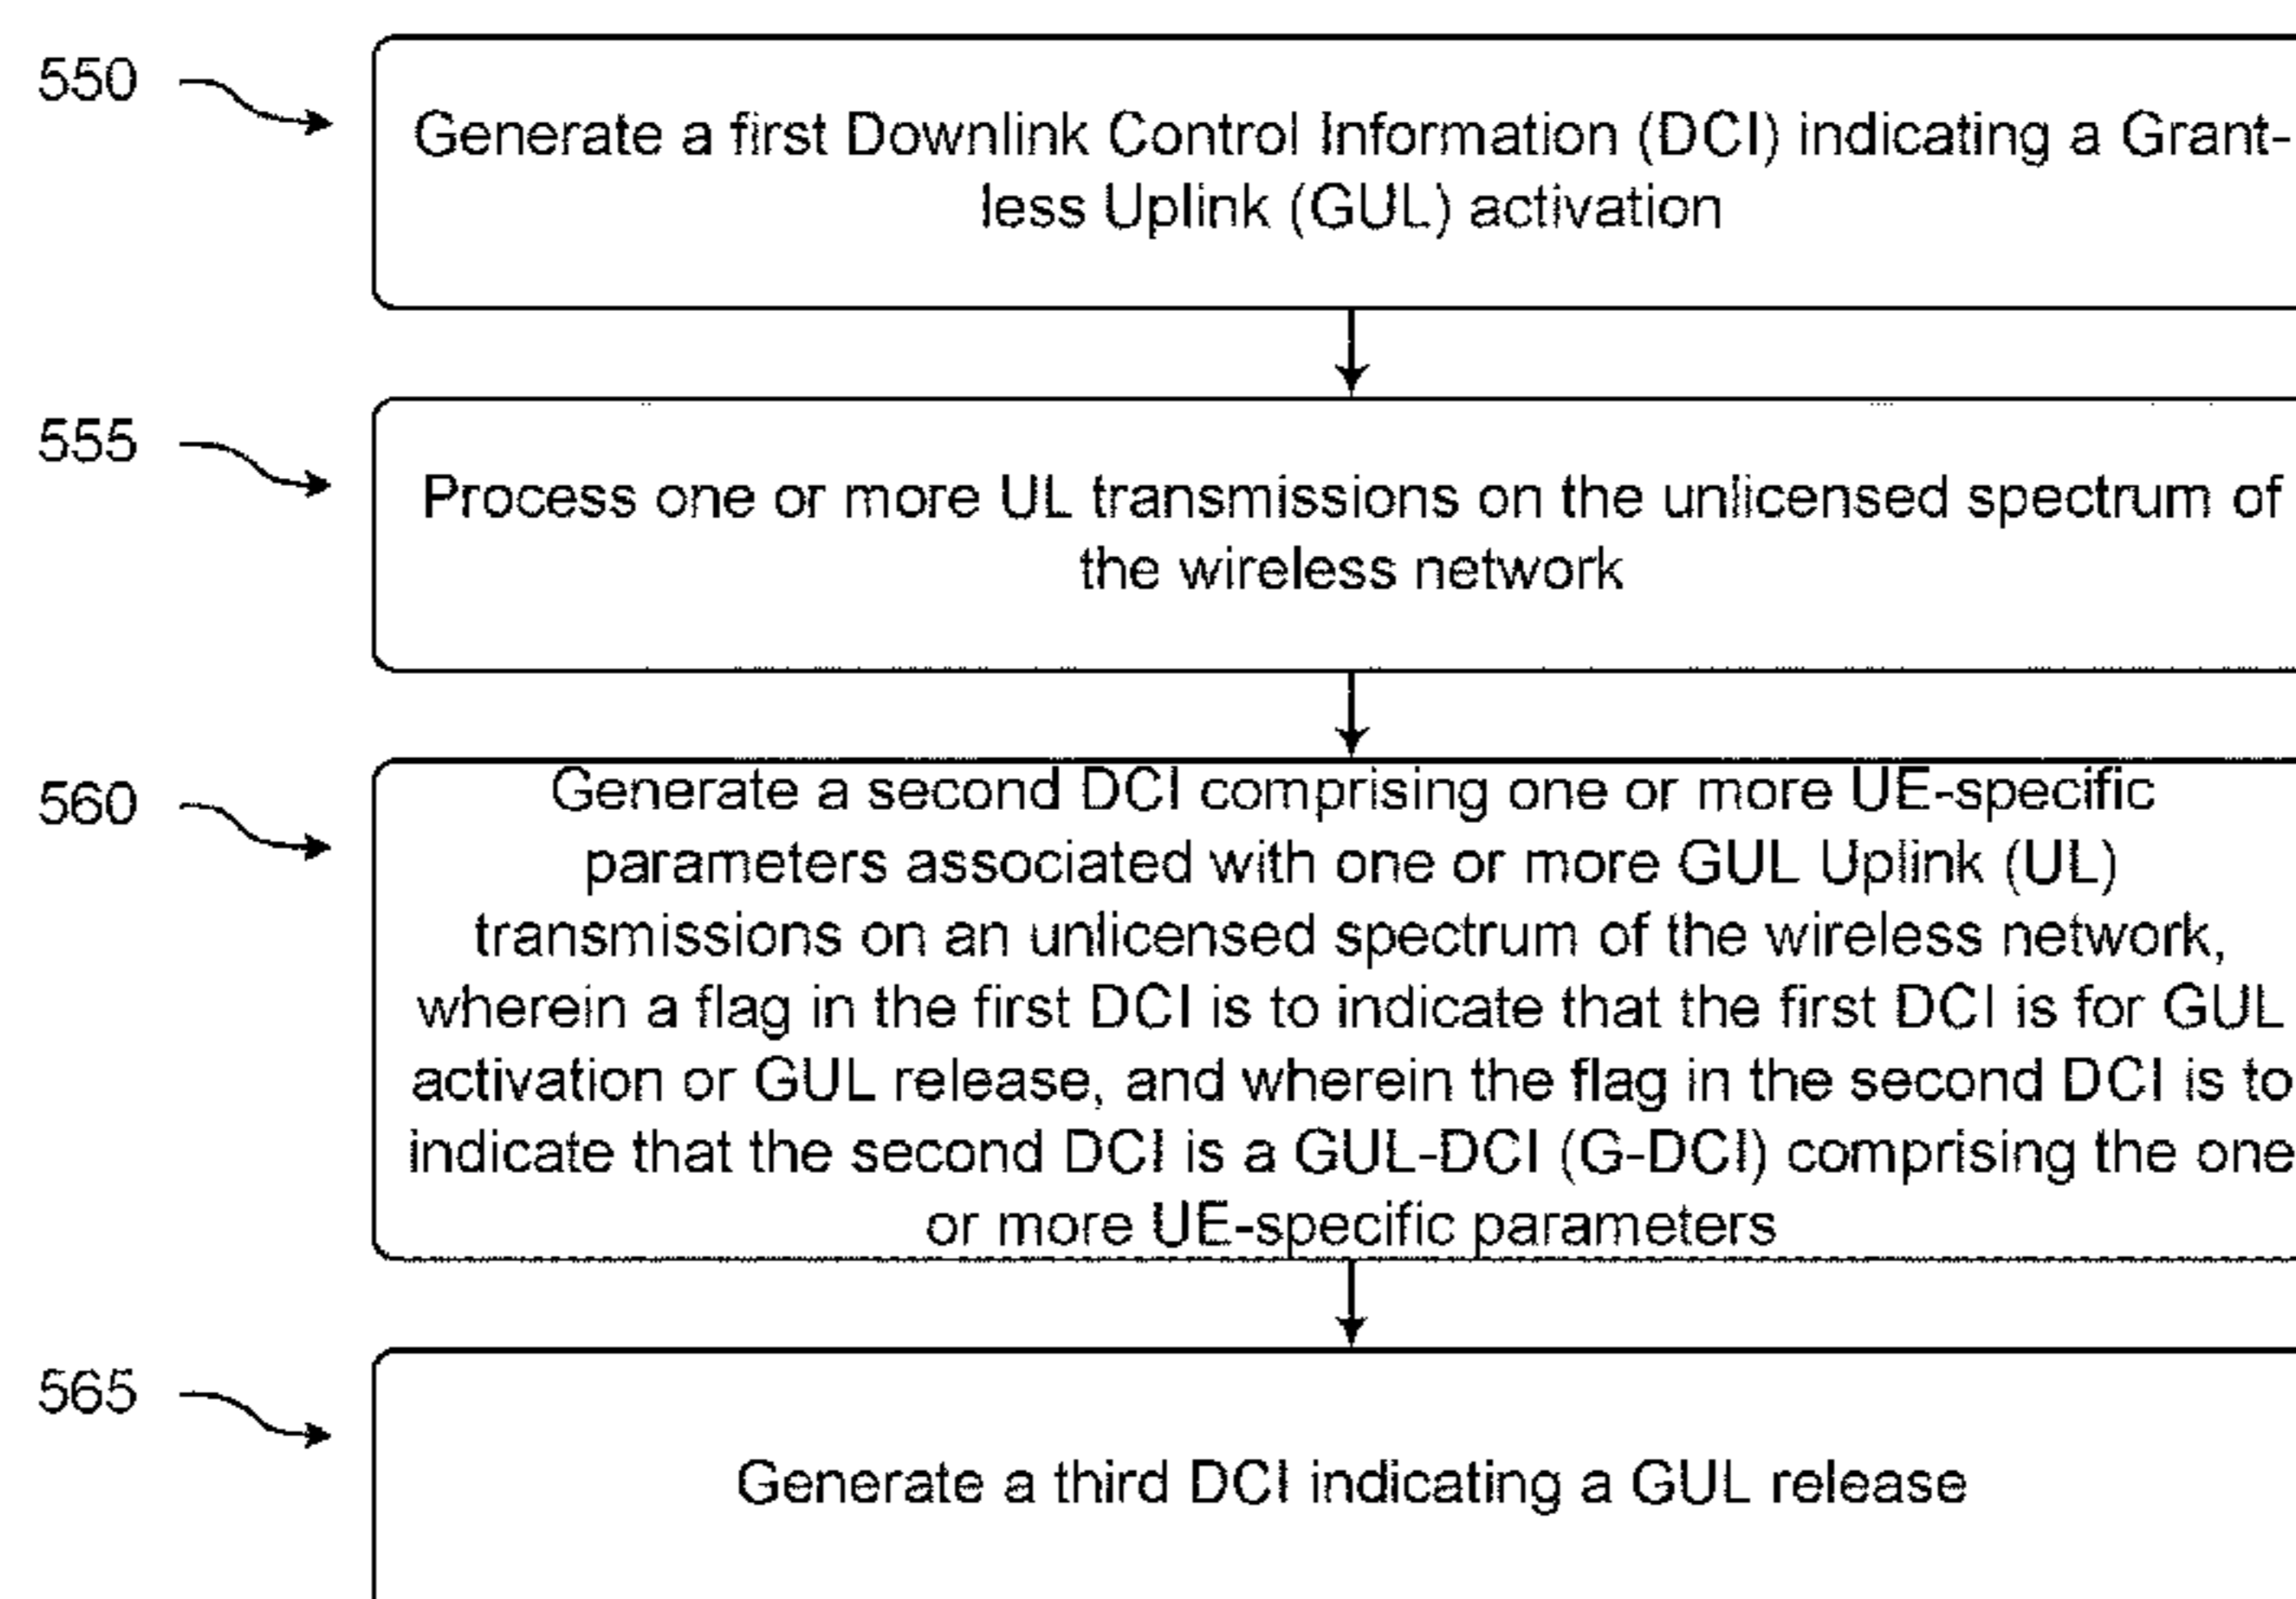 550
Generate a first Downlink Control Information (DCI) indicating a Grant-
less Uplink (GUL) activation
555
Process one or more UL transmissions on the unlicensed spectrum of
the wireless network
560
Generate a second DCI comprising one or more UE-specific
parameters associated with one or more GUL Uplink (UL)
transmissions on an unlicensed spectrum of the wireless network,
wherein a flag in the first DCI is to indicate that the first DCI is for GUL
activation or GUL release, and wherein the flag in the second DCI is to
indicate that the second DCI is a GUL-DCI (G-DCI) comprising the one
or more UE-specific parameters
565
Generate a third DCI indicating a GUL release